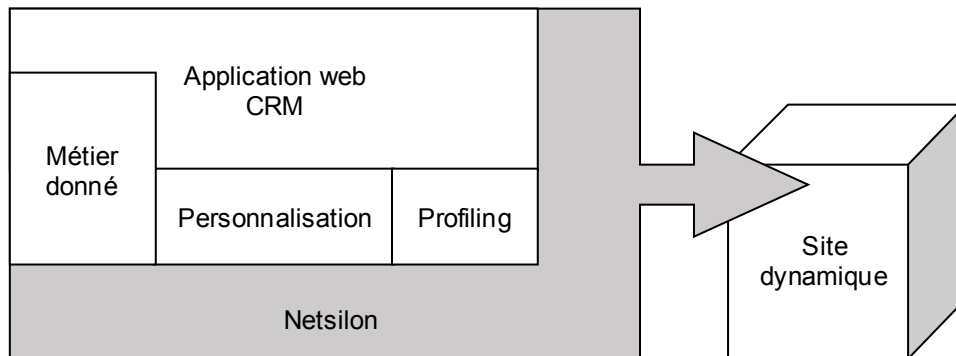 Application web
CRM
Métier
donné
Personnalisation
Profiling
Netsilon
Site
dynamique